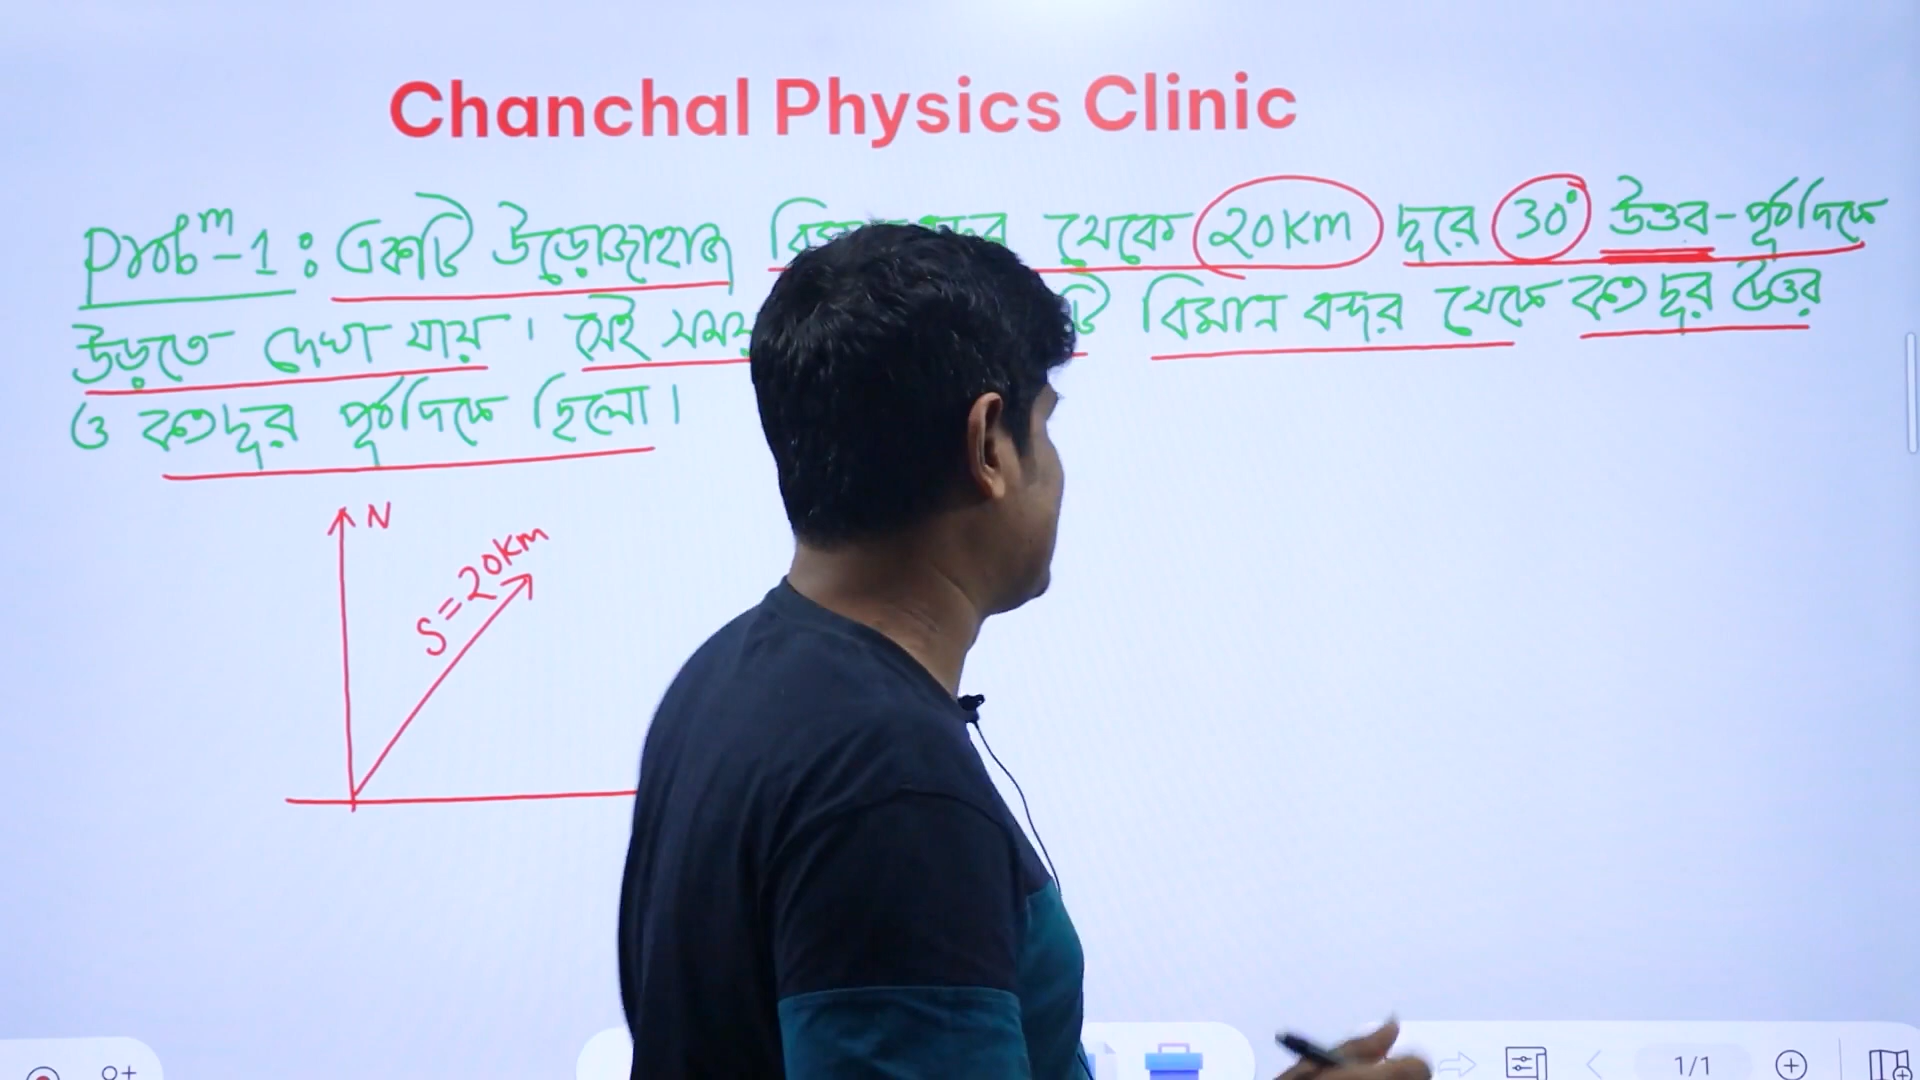 Chanchal Physics Clinic
Prob^m-1: একটি উড়োজাহাজ থেকে 20km দূরে 30° উত্তর-পূর্বদিকে
উড়তে দেখা যায়। সেই সময় বিমান বন্দর থেকে কত দূর উত্তর
ও কতদূর পূর্বদিকে ছিলো।
N
S=20km
1/1